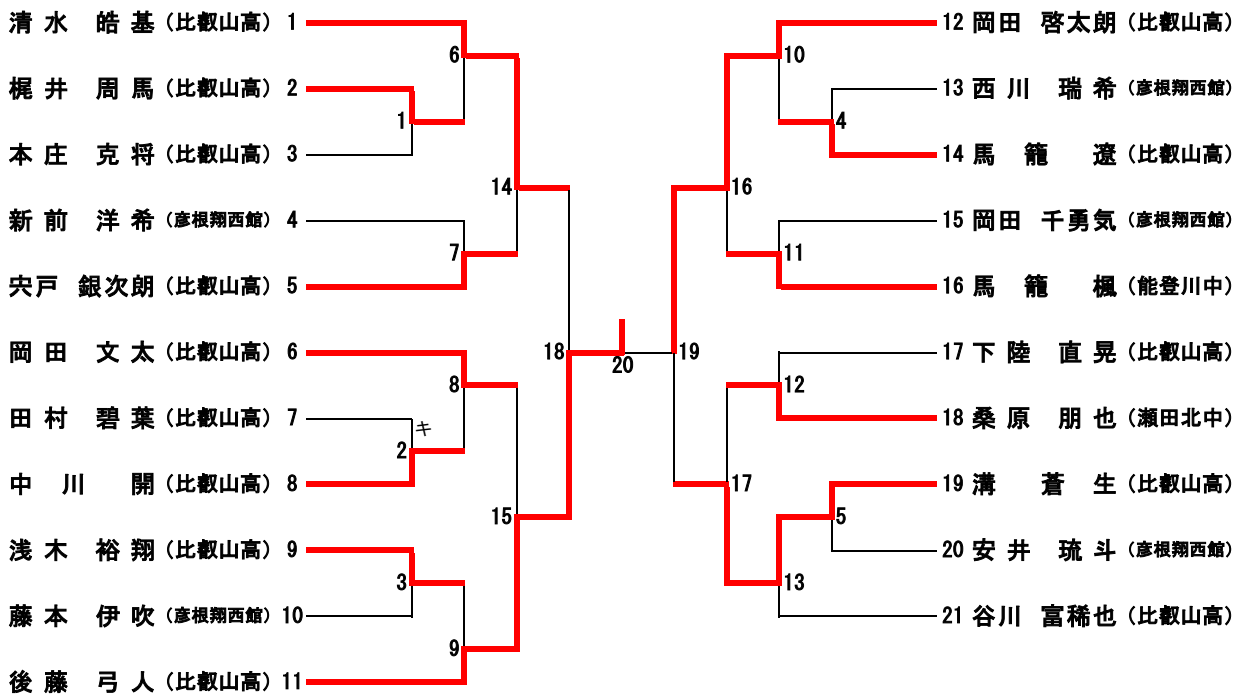 清水 皓基 (比叡山高) 1
梶井 周馬 (比叡山高) 2
本庄 克将 (比叡山高) 3
新前 洋希 (彦根翔西館) 4
宍戸 銀次朗 (比叡山高) 5
岡田 文太 (比叡山高) 6
田村 碧葉 (比叡山高) 7
中川 開 (比叡山高) 8
浅木 裕翔 (比叡山高) 9
藤本 伊吹 (彦根翔西館) 10
後藤 弓人 (比叡山高) 11
6
1
14
7
18
8
キ
2
15
3
9
20
10
4
16
11
19
12
17
5
13
12 岡田 啓太朗 (比叡山高)
13 西川 瑞希 (彦根翔西館)
14 馬籠 遼 (比叡山高)
15 岡田 千勇気 (彦根翔西館)
16 馬籠 楓 (能登川中)
17 下陸 直晃 (比叡山高)
18 桑原 朋也 (瀬田北中)
19 溝 蒼生 (比叡山高)
20 安井 琉斗 (彦根翔西館)
21 谷川 富稀也 (比叡山高)